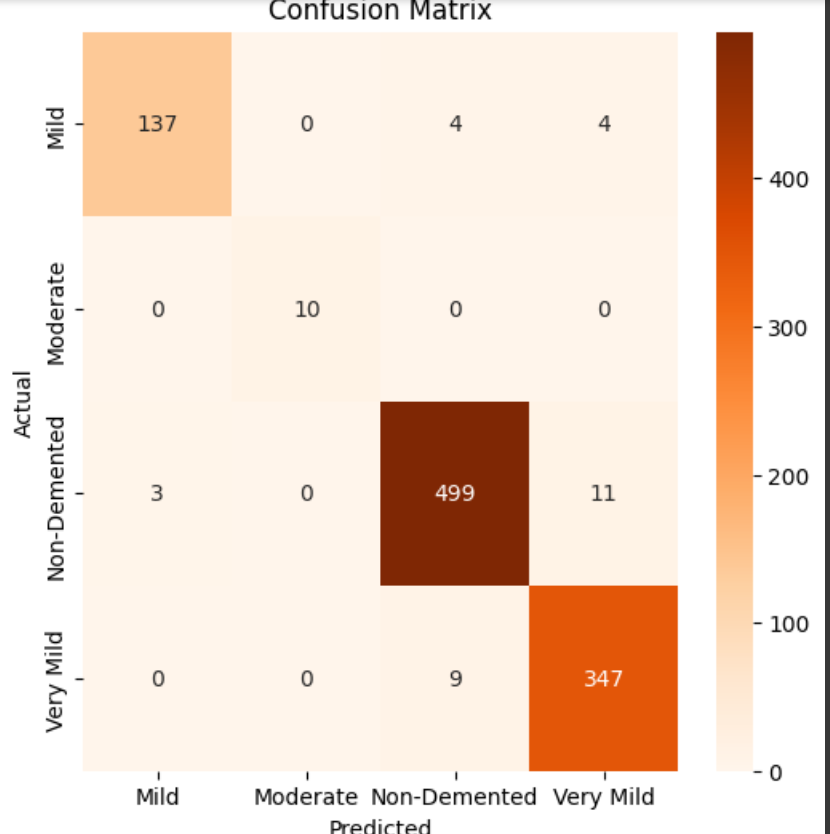 Confusion Matrix
Mild
137 0 4 4
Moderate
0 10 0 0
Non-Demented
3 0 499 11
Very Mild
0 0 9 347
Actual
Mild Moderate Non-Demented Very Mild
Predicted
400
300
200
100
0